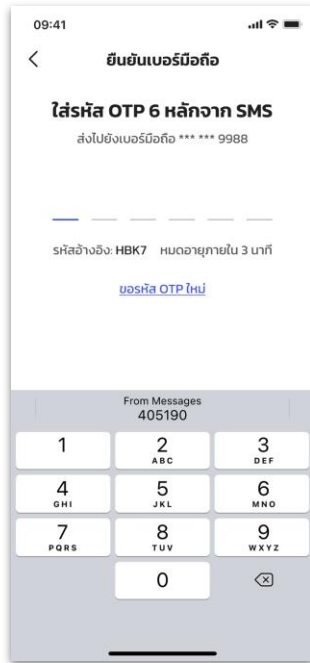 09:41
ยืนยันเบอร์มือถือ
ใส่รหัส OTP 6 หลักจาก SMS
ส่งไปยังเบอร์มือถือ *** *** 9988
รหัสอ้างอิง: HBK7 หมดอายุภายใน 3 นาที
ขอรหัส OTP ใหม่
From Messages
405190
1 2 3
ABC DEF
4 5 6
GHI JKL MNO
7 8 9
PQRS TUV WXYZ
0